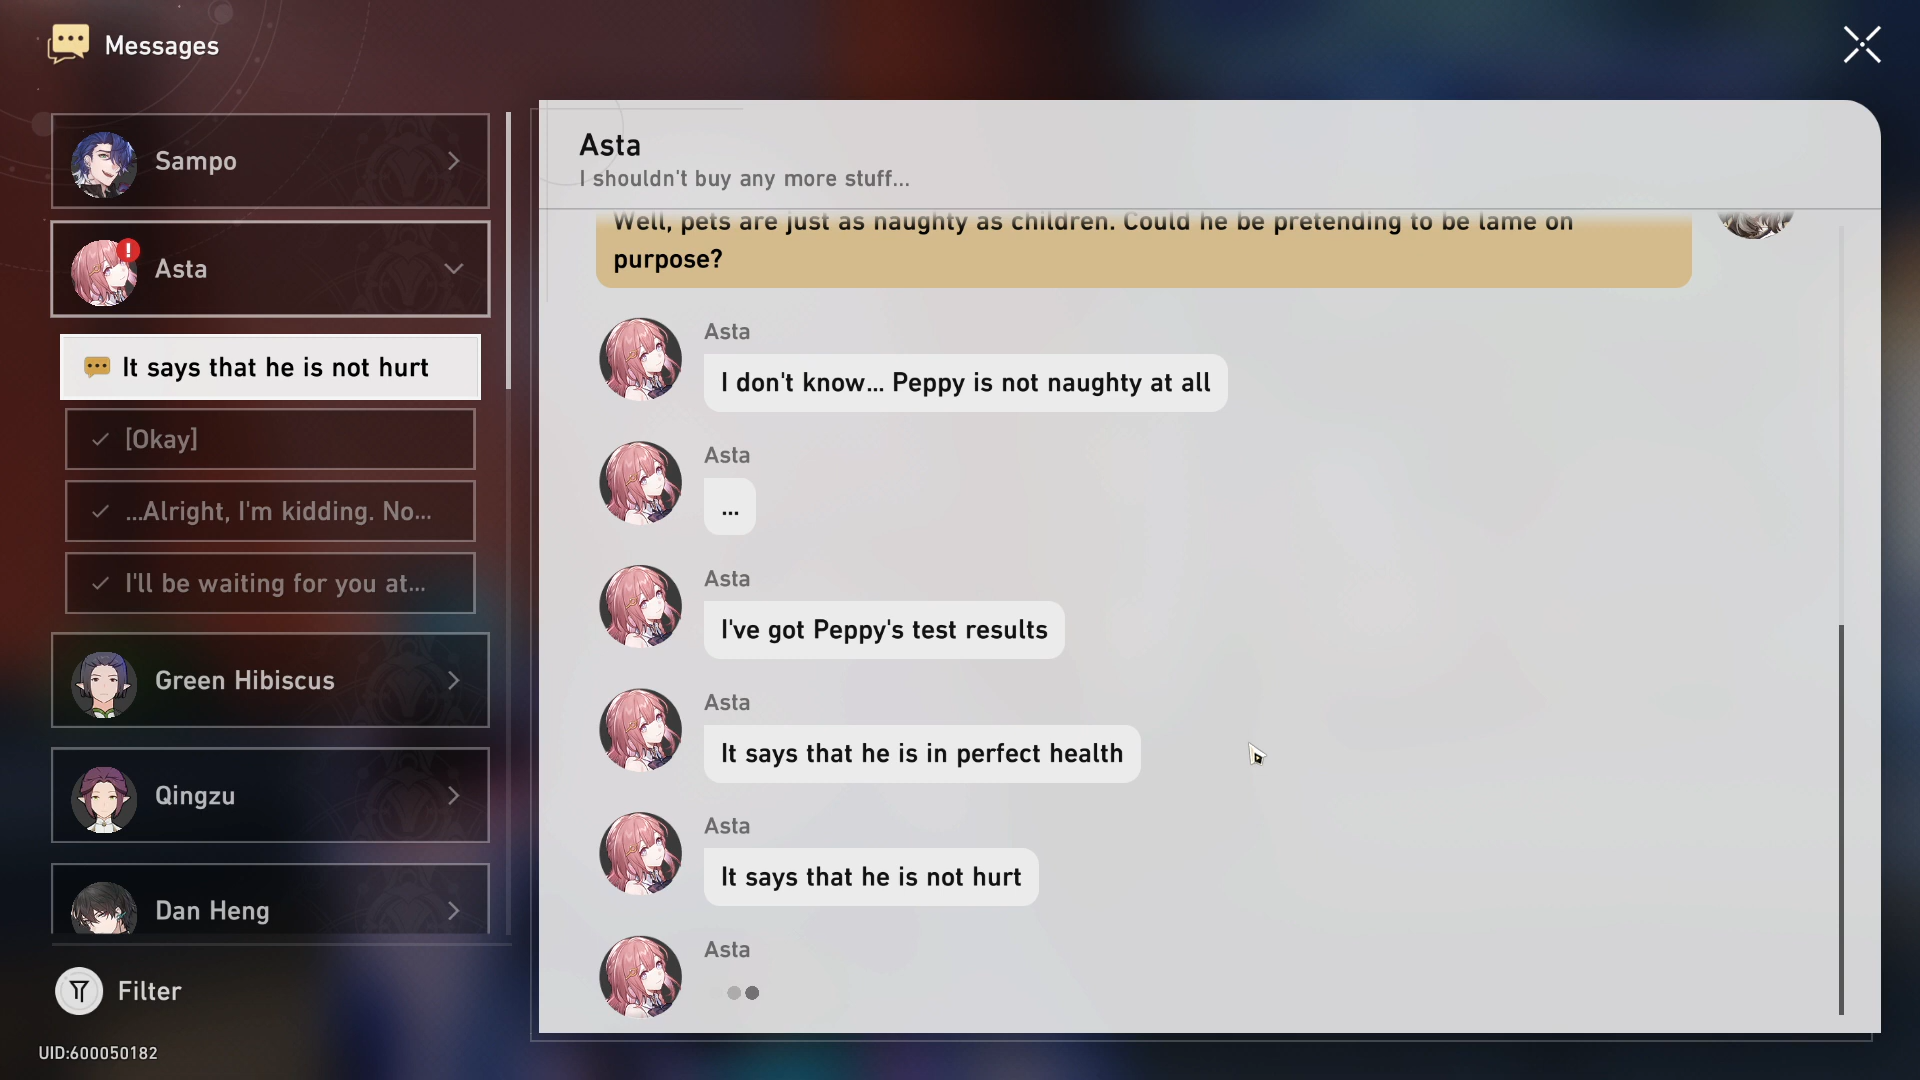 Messages
Sampo
Asta
It says that he is not hurt
[Okay]
...Alright, I'm kidding. No...
I'll be waiting for you at...
Green Hibiscus
Qingzu
Dan Heng
Filter
UID:600050182
Asta
I shouldn't buy any more stuff...
Well, pets are just as naughty as children. Could he be pretending to be lame on
purpose?
Asta
I don't know... Peppy is not naughty at all
Asta
...
Asta
I've got Peppy's test results
Asta
It says that he is in perfect health
Asta
It says that he is not hurt
Asta